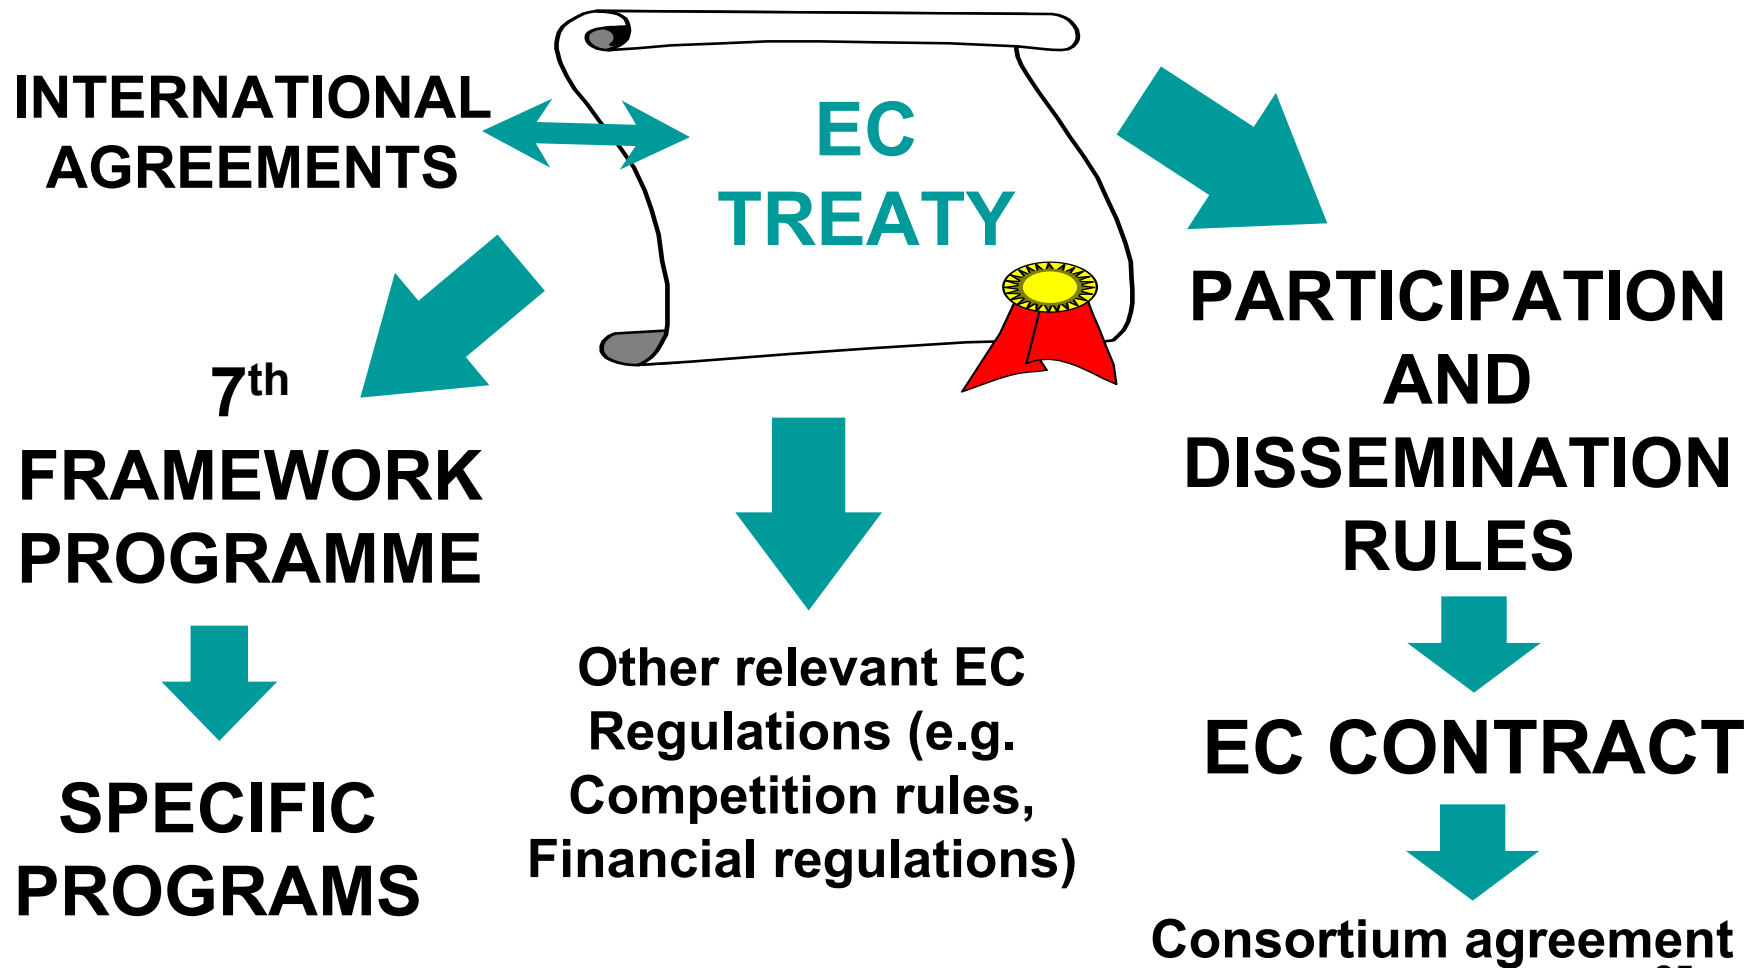 INTERNATIONAL
AGREEMENTS
EC
TREATY
7th
FRAMEWORK
PROGRAMME
SPECIFIC
PROGRAMS
Other relevant EC
Regulations (e.g.
Competition rules,
Financial regulations)
PARTICIPATION
AND
DISSEMINATION
RULES
EC CONTRACT
Consortium agreement